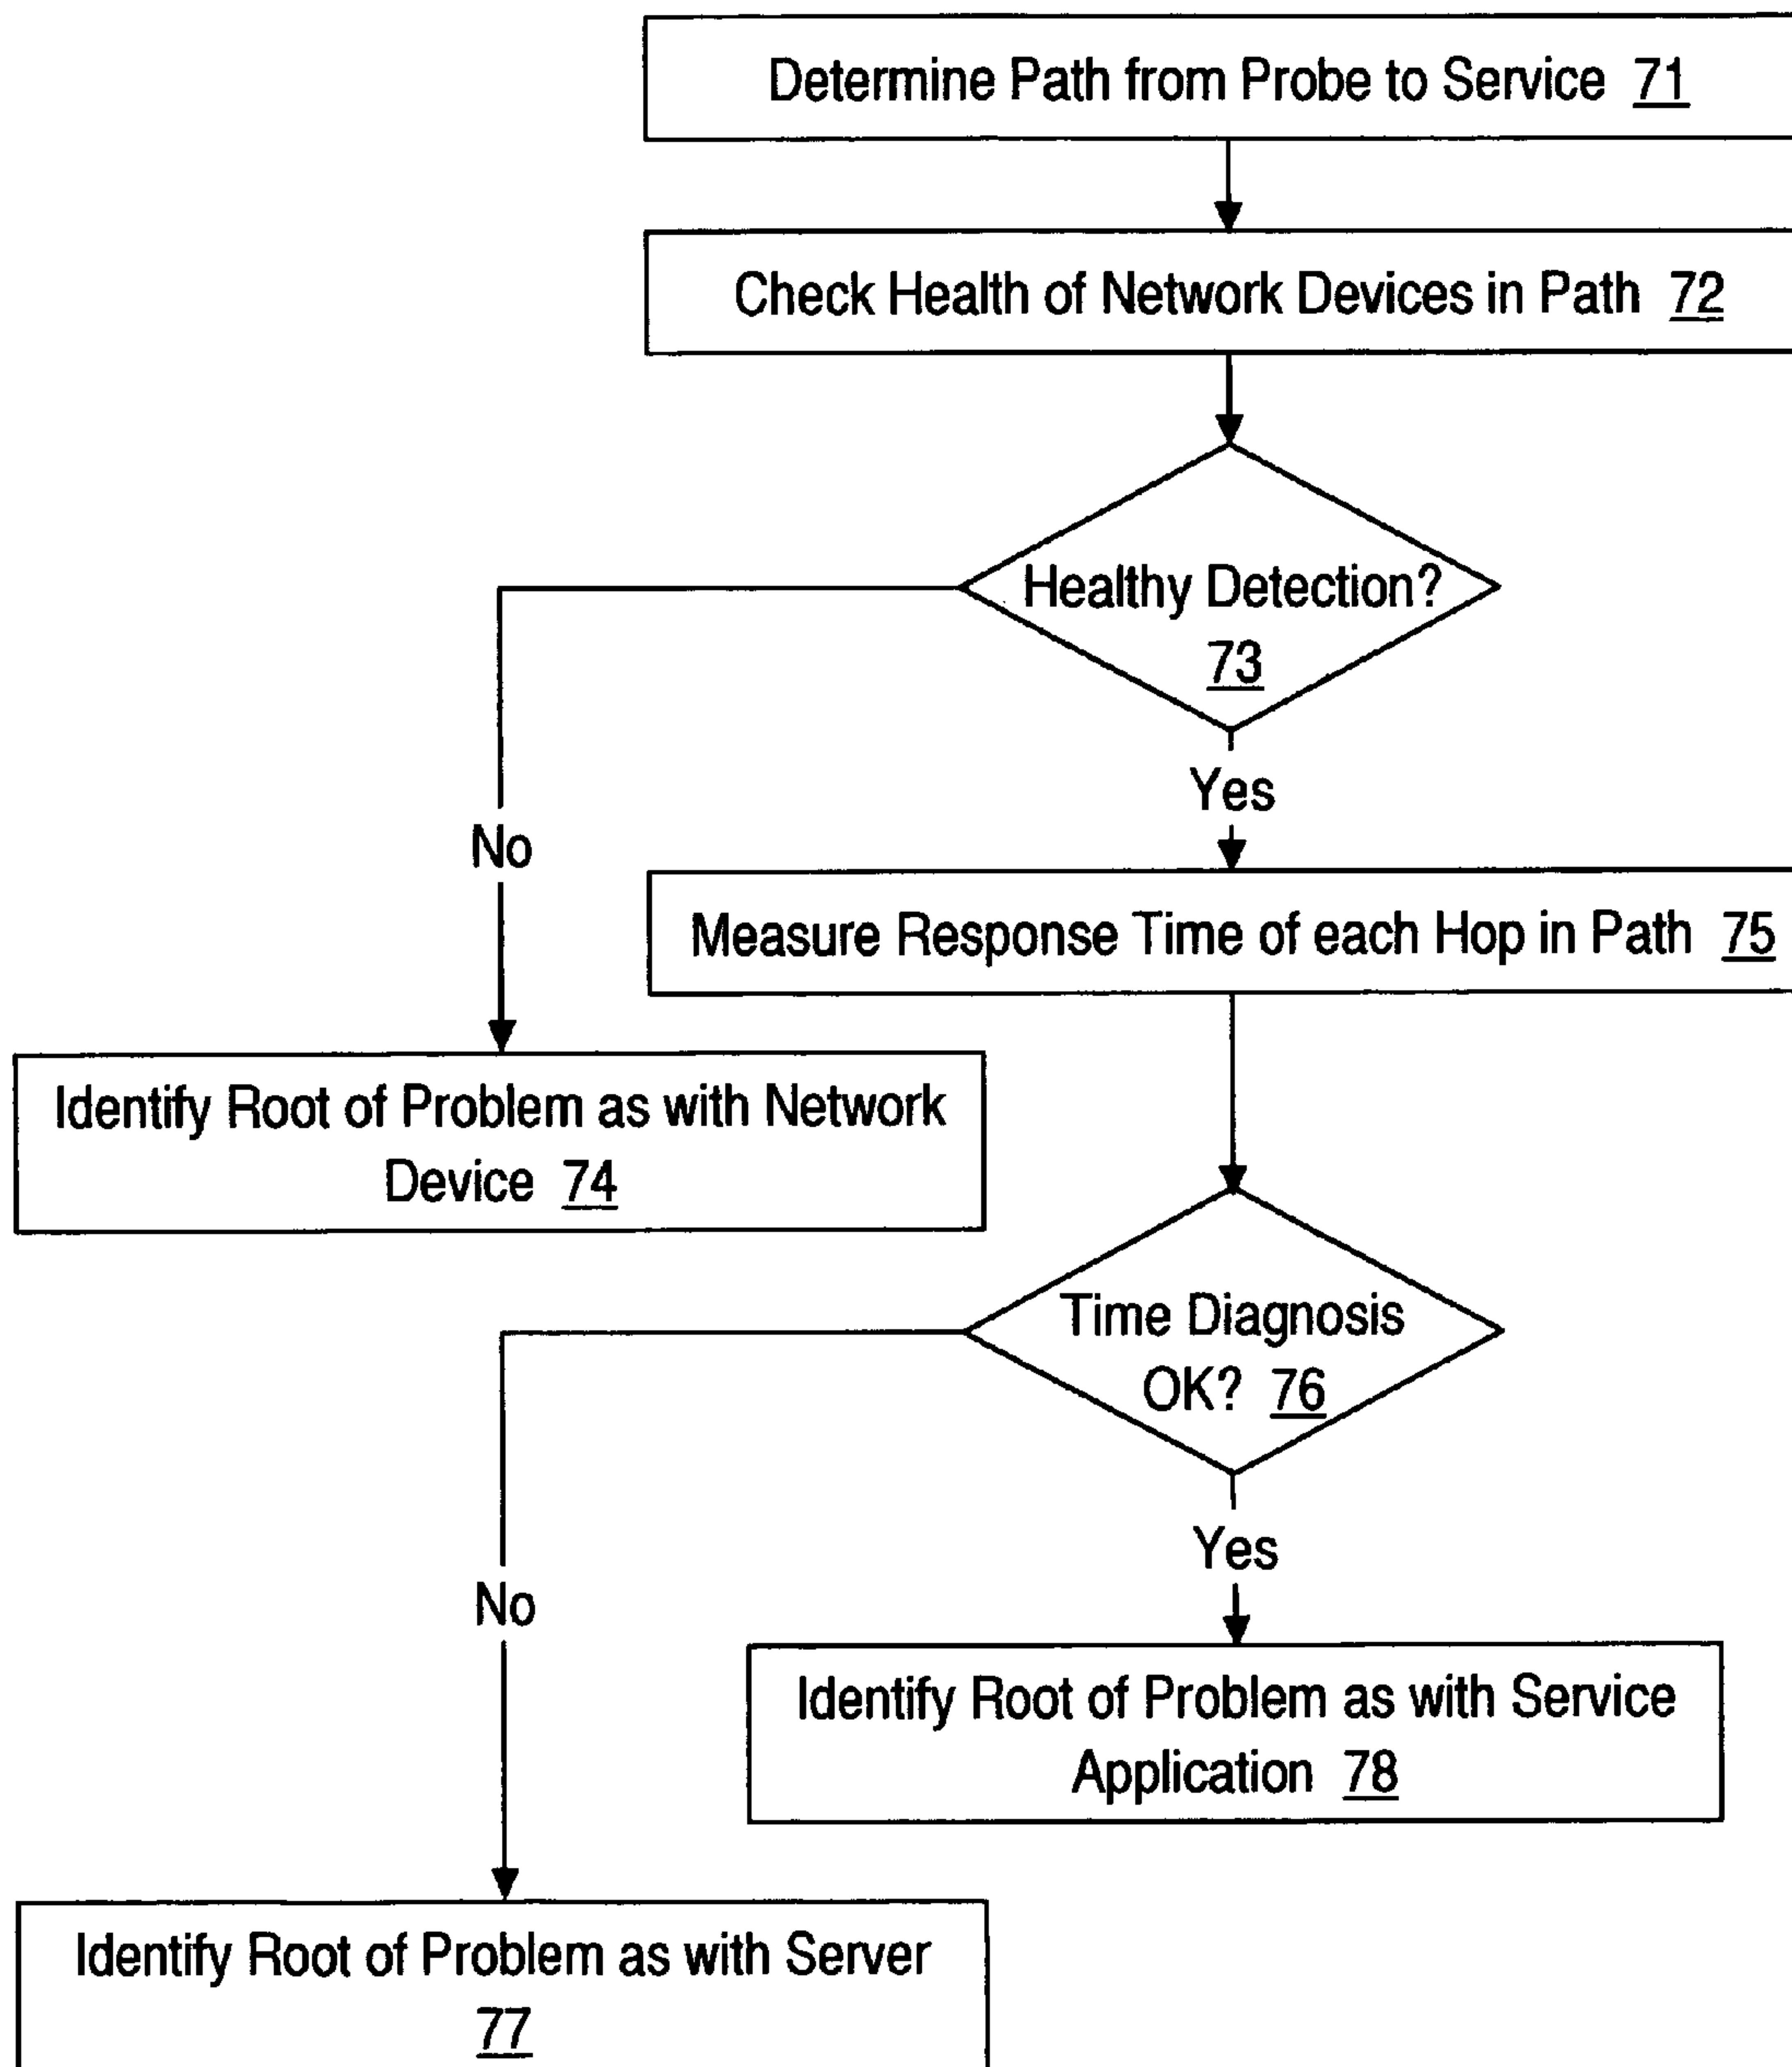 Determine Path from Probe to Service 71
Check Health of Network Devices in Path 72
Healthy Detection?
73
Yes
No
Measure Response Time of each Hop in Path 75
Identify Root of Problem as with Network
Device 74
Time Diagnosis
OK? 76
Yes
No
Identify Root of Problem as with Service
Application 78
Identify Root of Problem as with Server
77